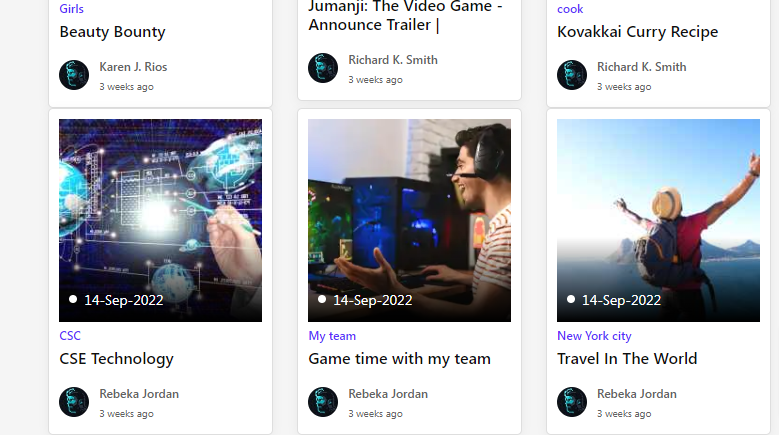 Girls
Beauty Bounty
Karen J. Rios
3 weeks ago
Jumanji: The Video Game -
Announce Trailer |
Richard K. Smith
3 weeks ago
cook
Kovakkai Curry Recipe
Richard K. Smith
3 weeks ago
14-Sep-2022
CSC
CSE Technology
Rebeka Jordan
3 weeks ago
14-Sep-2022
My team
Game time with my team
Rebeka Jordan
3 weeks ago
14-Sep-2022
New York city
Travel In The World
Rebeka Jordan
3 weeks ago